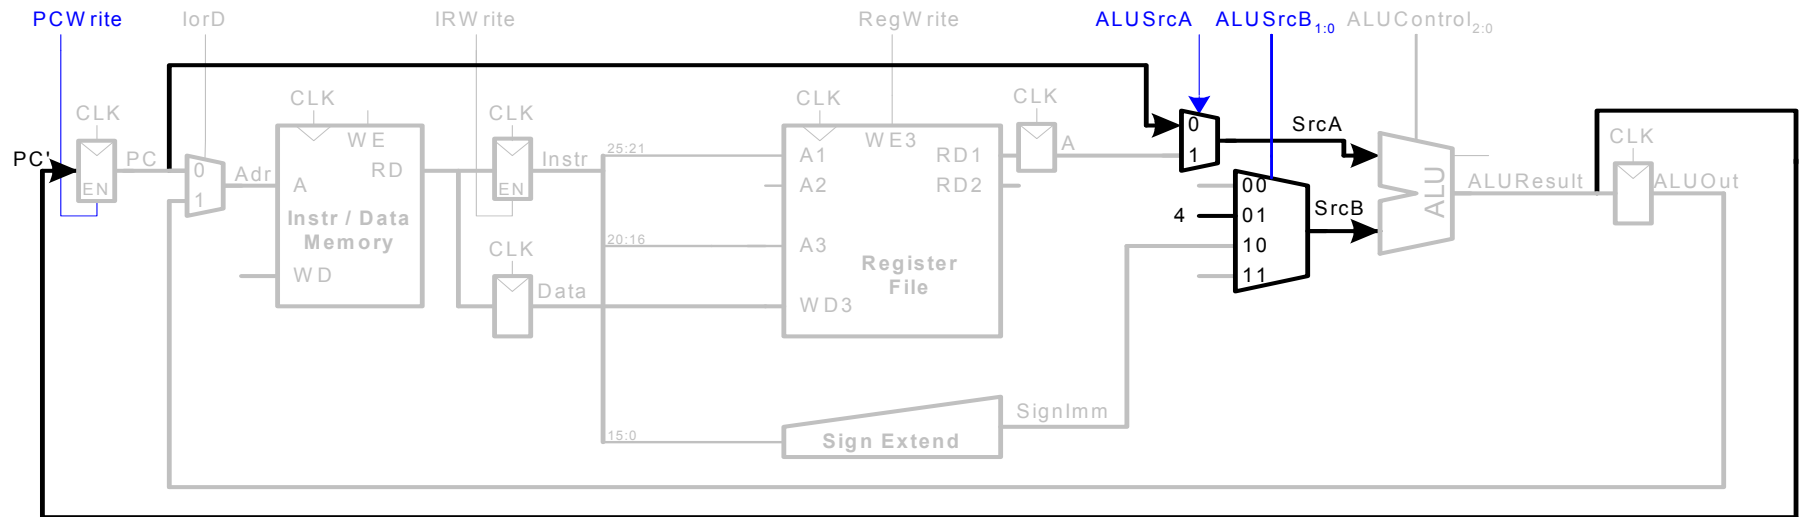 PCWrite IorD IRWrite RegWrite ALUSrcA ALUSrcB1:0 ALUControl2:0
CLK CLK CLK CLK CLK CLK
PC' PC EN
0 1 Adr
WE RD A
Instr / Data
Memory
WD
EN Instr
CLK
Data
25:21
20:16
15:0
WE3
A1 RD1
A2 RD2
A3
Register
File
WD3
A
0
1
SrcA
00
4 01
10
11
SrcB
ALU
ALUResult
ALUOut
SignImm
Sign Extend